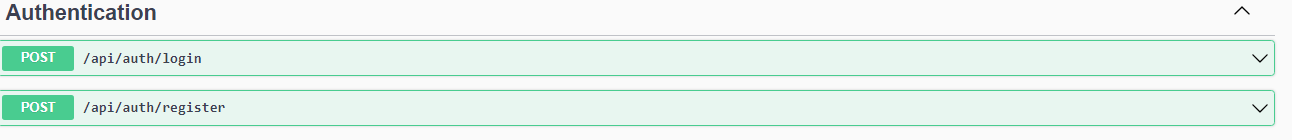 Authentication
POST /api/auth/login
POST /api/auth/register